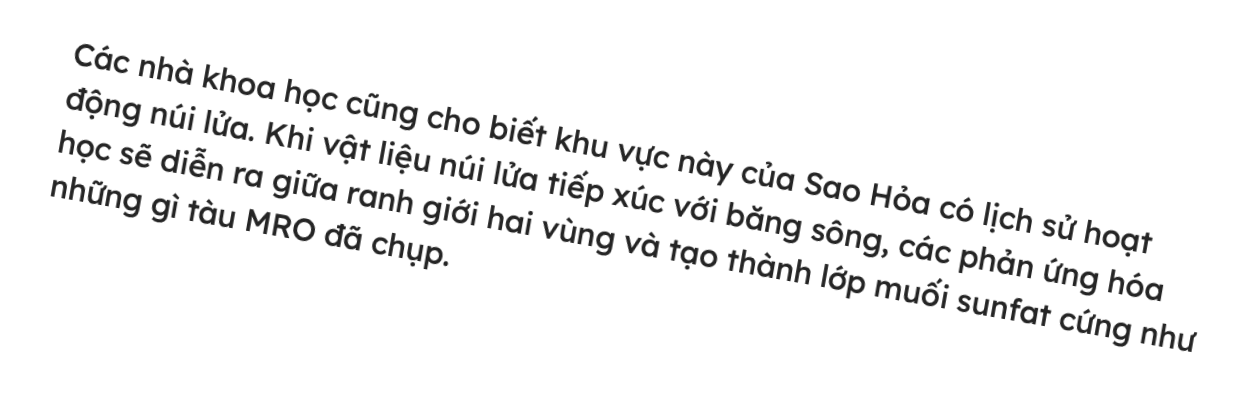 Các nhà khoa học cũng cho biết khu vực này của Sao Hỏa có lịch sử hoạt
động núi lửa. Khi vật liệu núi lửa tiếp xúc với băng sông, các phản ứng hóa
học sẽ diễn ra giữa ranh giới hai vùng và tạo thành lớp muối sunfat cứng như
những gì tàu MRO đã chụp.